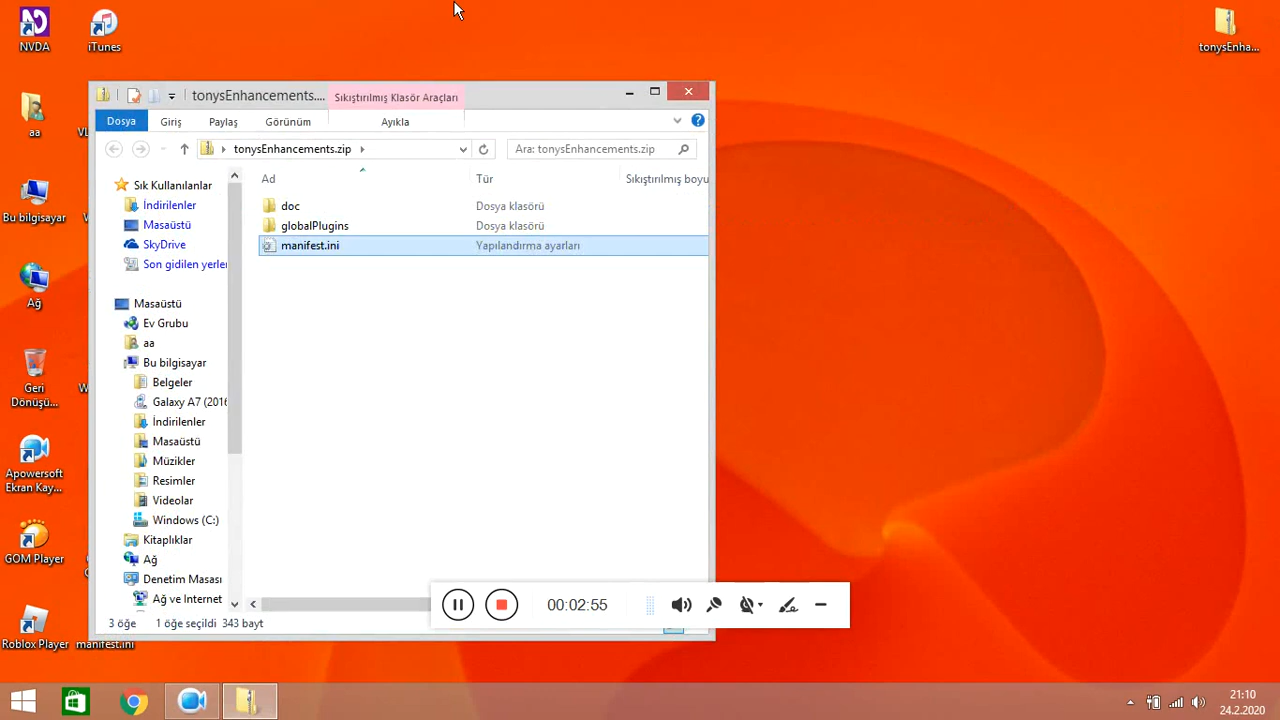 NVDA
iTunes
tonysEnha...
aa
VL
Bu bilgisayar
Ağ
Geri
Dönüşü...
Apowersoft
Ekran Kay...
GOM Player
Roblox Player
manifest.ini
tonysEnhancements....
Sıkıştırılmış Klasör Araçları
Dosya
Giriş
Paylaş
Görünüm
Ayıkla
tonysEnhancements.zip
Ara: tonysEnhancements.zip
Sık Kullanılanlar
İndirilenler
Masaüstü
SkyDrive
Son gidilen yerler
Masaüstü
Ev Grubu
aa
Bu bilgisayar
Belgeler
Galaxy A7 (2016
İndirilenler
Masaüstü
Müzikler
Resimler
Videolar
Windows (C:)
Kitaplıklar
Ağ
Denetim Masası
Ağ ve Internet
Ad
Tür
Sıkıştırılmış boyu
doc
Dosya klasörü
globalPlugins
Dosya klasörü
manifest.ini
Yapılandırma ayarları
00:02:55
3 öğe
1 öğe seçildi
343 bayt
21:10
24.2.2020